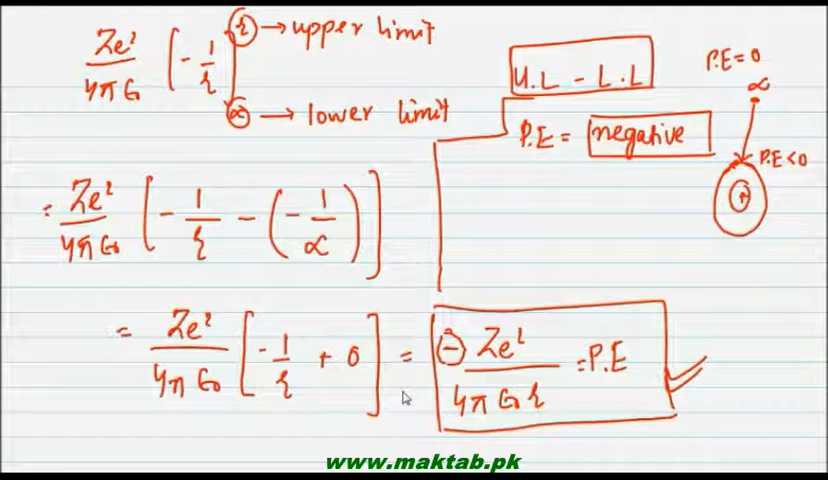 Ze²/4πε₀ [-1/r] r → upper limit
∝ → lower limit
U.L - L.L
P.E = negative
P.E = 0
∝
P.E < 0
+
= Ze²/4πε₀ [-1/r - (-1/∝)]
= Ze²/4πε₀ [-1/r + 0] = - Ze²/4πε₀r = P.E
www.maktab.pk